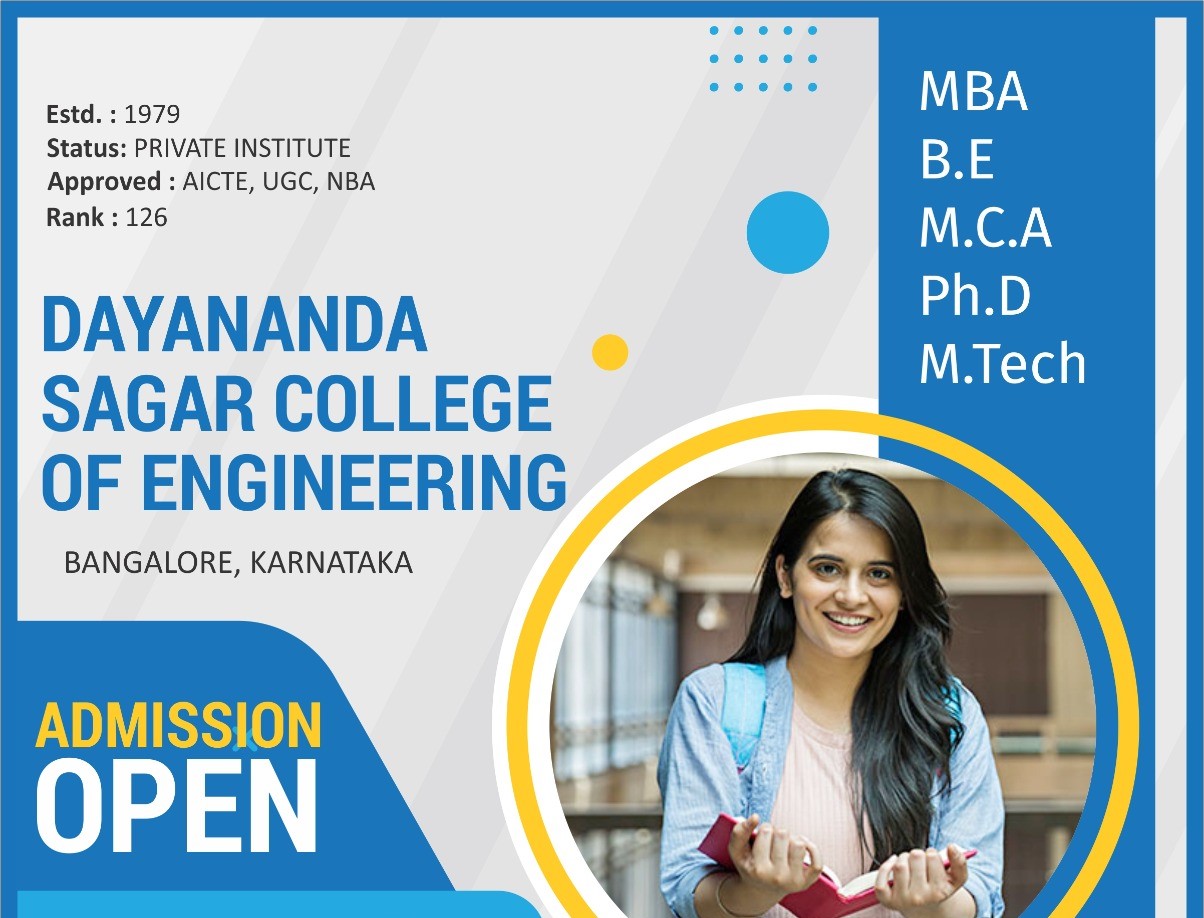 Estd. : 1979
Status: PRIVATE INSTITUTE
Approved : AICTE, UGC, NBA
Rank : 126
DAYANANDA
SAGAR COLLEGE
OF ENGINEERING
BANGALORE, KARNATAKA
ADMISSION
OPEN
MBA
B.E
M.C.A
Ph.D
M.Tech